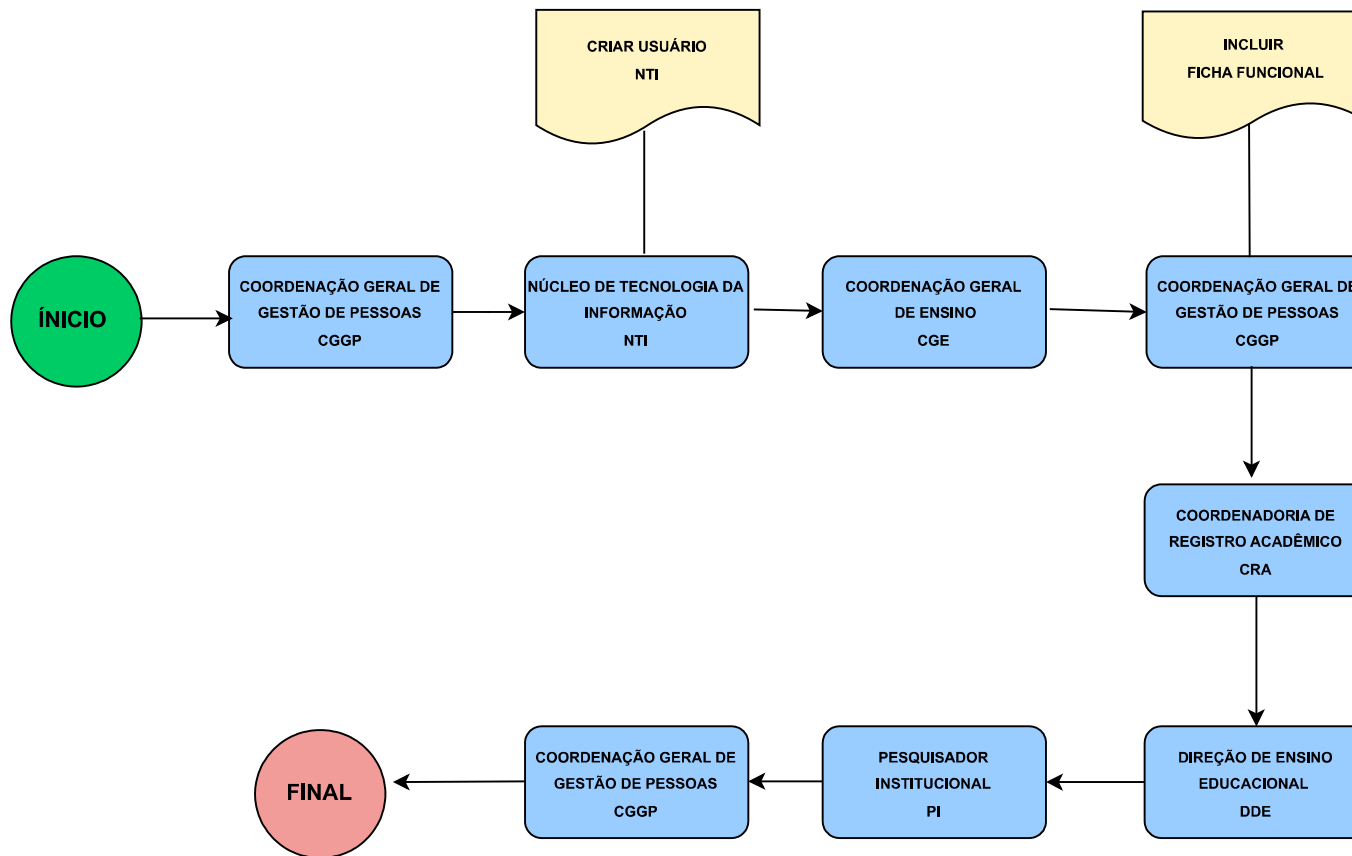 CRIAR USUÁRIO
NTI
INCLUIR
FICHA FUNCIONAL
ÍNICIO
COORDENAÇÃO GERAL DE
GESTÃO DE PESSOAS
CGGP
NÚCLEO DE TECNOLOGIA DA
INFORMAÇÃO
NTI
COORDENAÇÃO GERAL
DE ENSINO
CGE
COORDENAÇÃO GERAL DE
GESTÃO DE PESSOAS
CGGP
COORDENADORIA DE
REGISTRO ACADÊMICO
CRA
DIREÇÃO DE ENSINO
EDUCACIONAL
DDE
PESQUISADOR
INSTITUCIONAL
PI
COORDENAÇÃO GERAL DE
GESTÃO DE PESSOAS
CGGP
FINAL